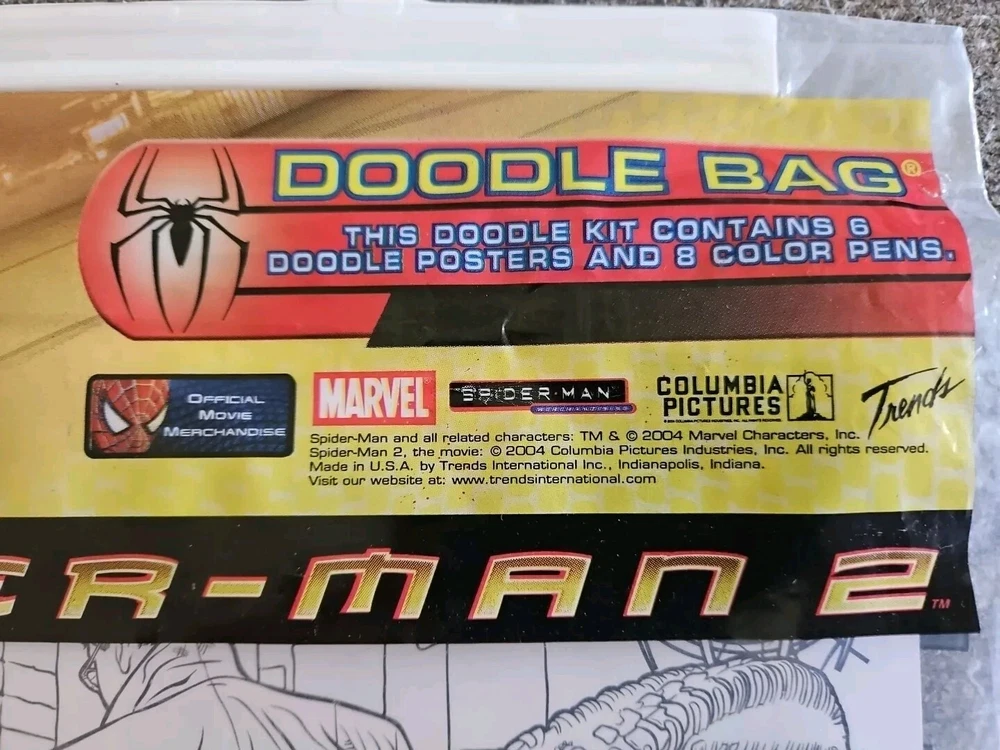 DOODLE BAG®
THIS DOODLE KIT CONTAINS 6
DOODLE POSTERS AND 8 COLOR PENS.
OFFICIAL
MOVIE
MERCHANDISE
MARVEL
SPIDER-MAN
MERCHANDISING
COLUMBIA
PICTURES
Trends
Spider-Man and all related characters: TM & © 2004 Marvel Characters, Inc.
Spider-Man 2, the movie: © 2004 Columbia Pictures Industries, Inc. All rights reserved.
Made in U.S.A. by Trends International Inc., Indianapolis, Indiana.
Visit our website at: www.trendsinternational.com
ER-MAN 2™